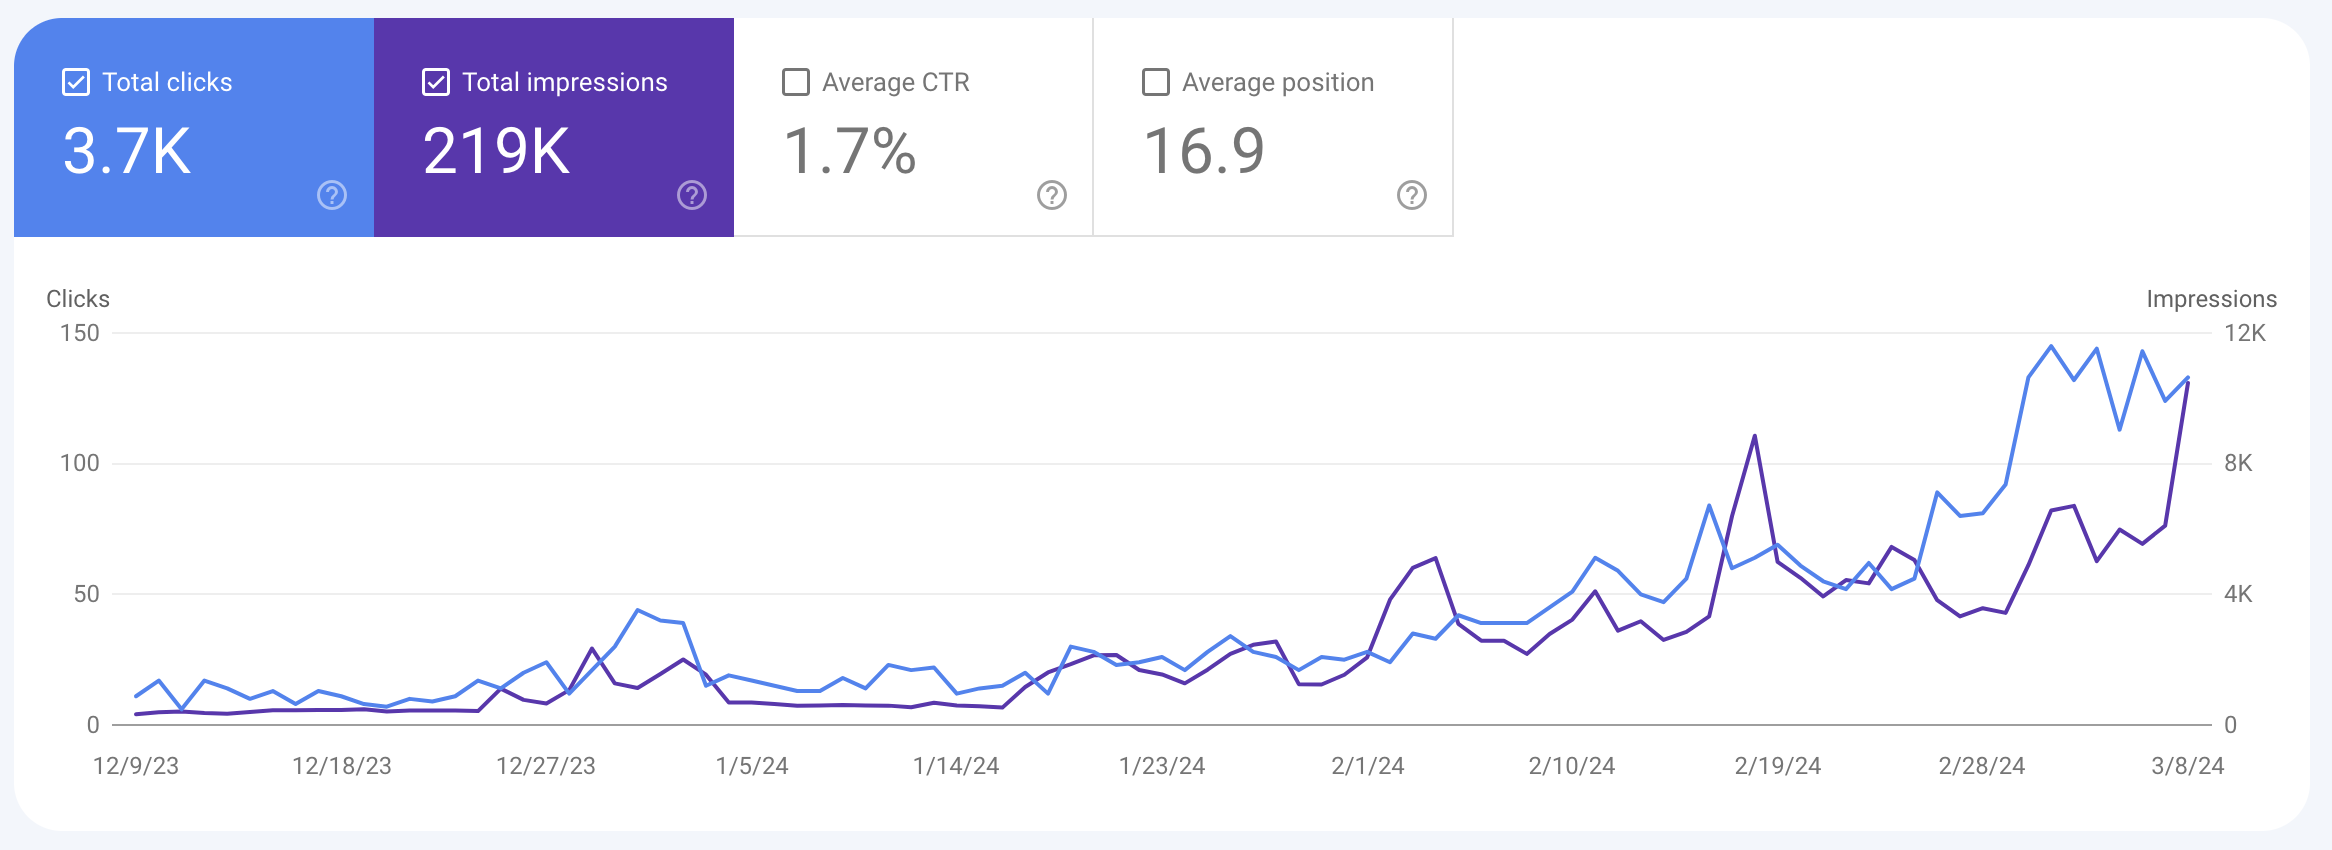 Total clicks
3.7K
Total impressions
219K
Average CTR
1.7%
Average position
16.9
Clicks
Impressions
150
12K
100
8K
50
4K
0
0
12/9/23 12/18/23 12/27/23 1/5/24 1/14/24 1/23/24 2/1/24 2/10/24 2/19/24 2/28/24 3/8/24